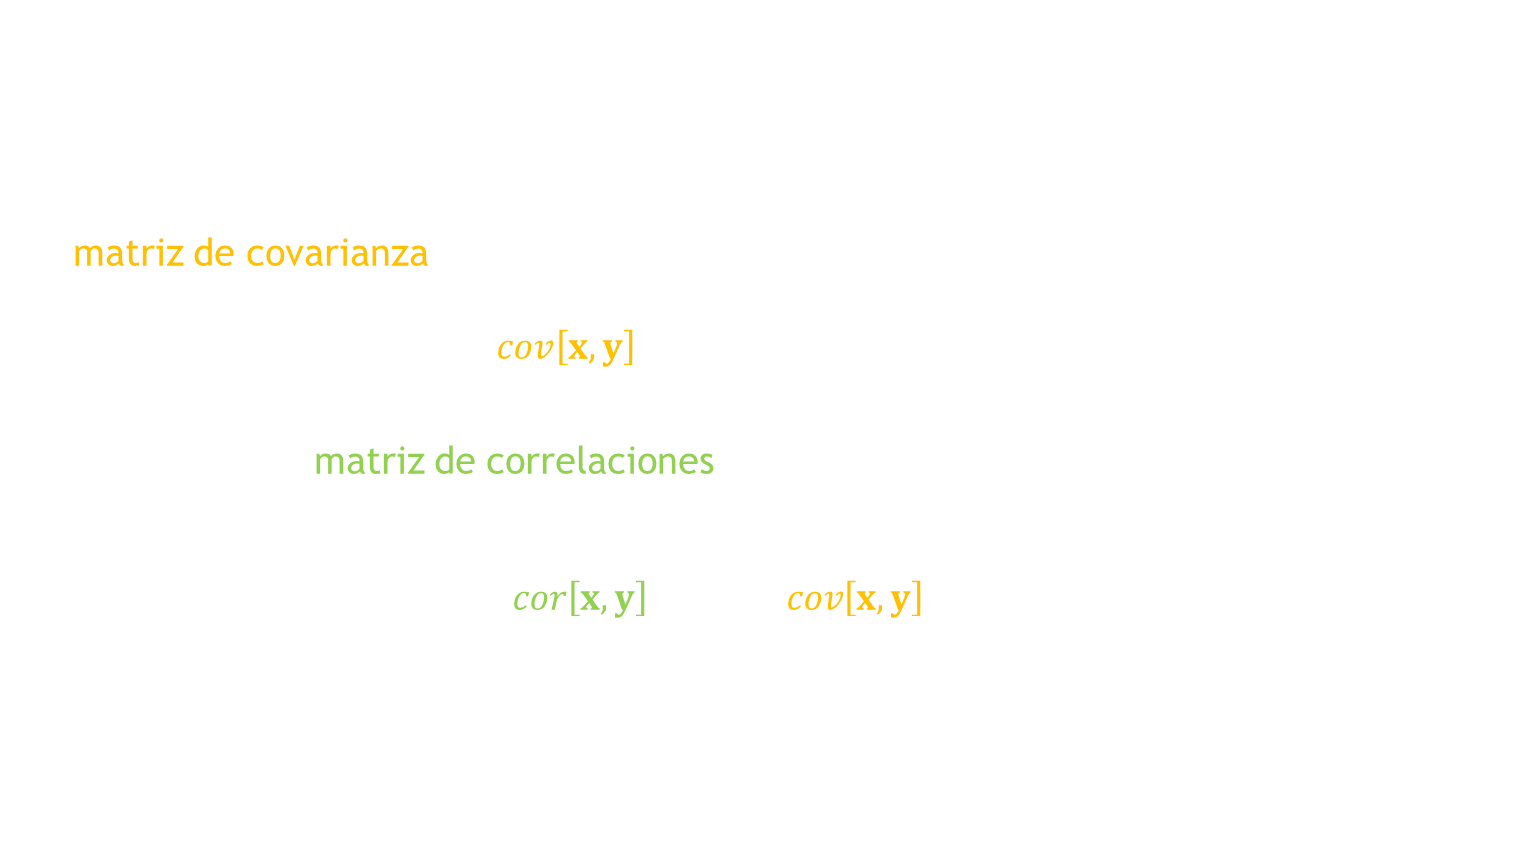 matriz de covarianza
cov[x, y]
matriz de correlaciones
cor[x, y] cov[x, y]